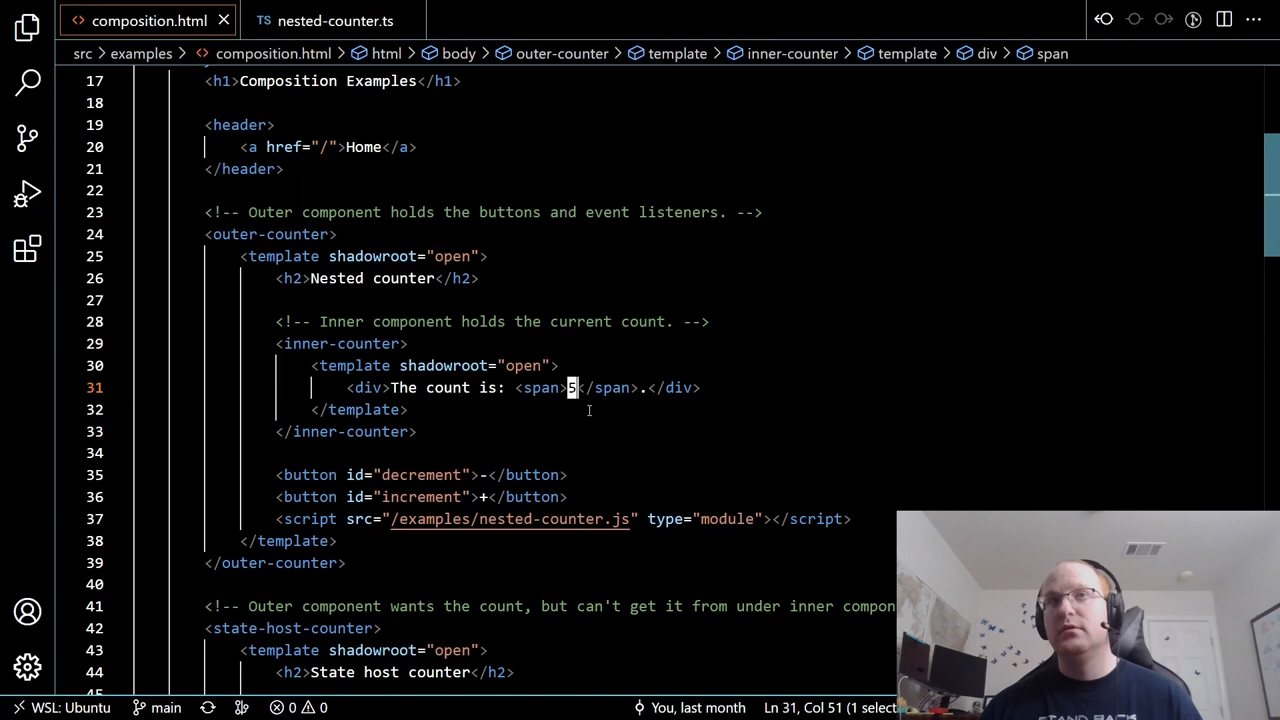 composition.html
TS nested-counter.ts
src examples composition.html html body outer-counter template inner-counter template div span
17 <h1>Composition Examples</h1>
18
19 <header>
20 <a href="/">Home</a>
21 </header>
22
23 <!-- Outer component holds the buttons and event listeners. -->
24 <outer-counter>
25 <template shadowroot="open">
26 <h2>Nested counter</h2>
27
28 <!-- Inner component holds the current count. -->
29 <inner-counter>
30 <template shadowroot="open">
31 <div>The count is: <span>5</span>.</div>
32 </template>
33 </inner-counter>
34
35 <button id="decrement">-</button>
36 <button id="increment">+</button>
37 <script src="/examples/nested-counter.js" type="module"></script>
38 </template>
39 </outer-counter>
40
41 <!-- Outer component wants the count, but can't get it from under inner compon
42 <state-host-counter>
43 <template shadowroot="open">
44 <h2>State host counter</h2>
WSL: Ubuntu main 0 0 You, last month Ln 31, Col 51 (1 select
STAND BACK